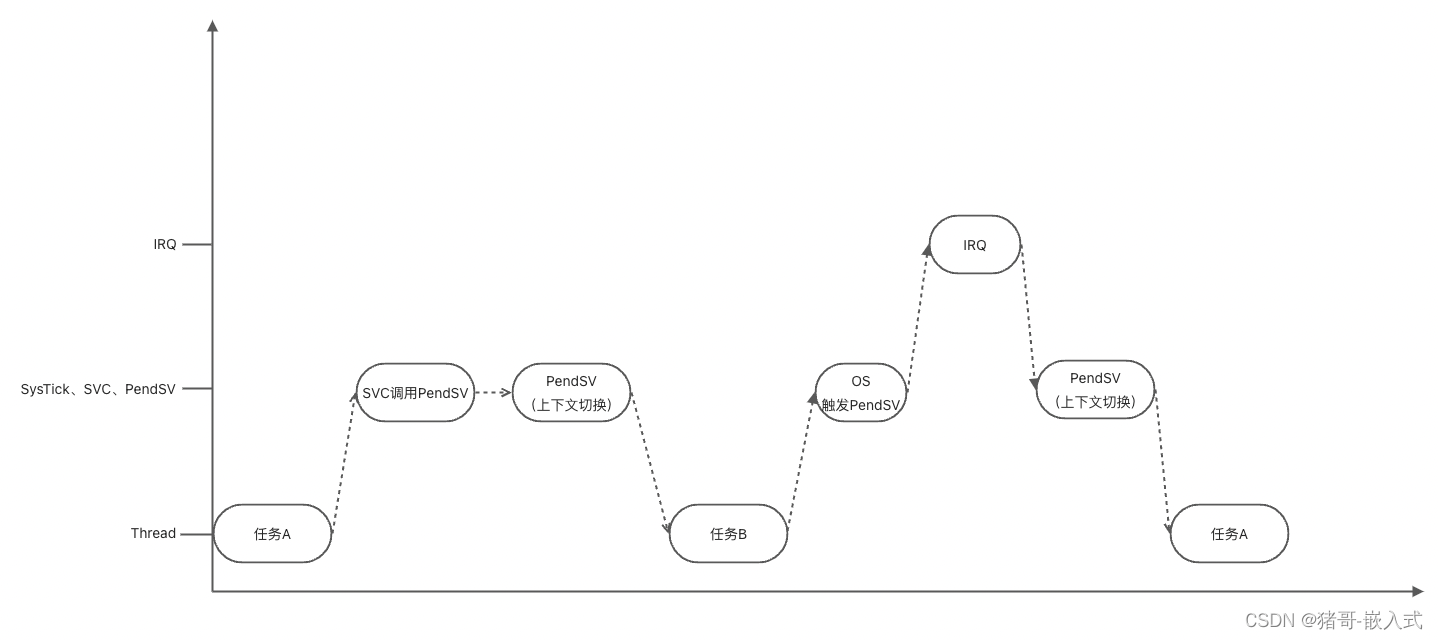 IRQ
IRQ
SysTick、SVC、PendSV
SVC调用PendSV
PendSV
(上下文切换)
OS
触发PendSV
PendSV
(上下文切换)
Thread
任务A
任务B
任务A
CSDN @猪哥-嵌入式